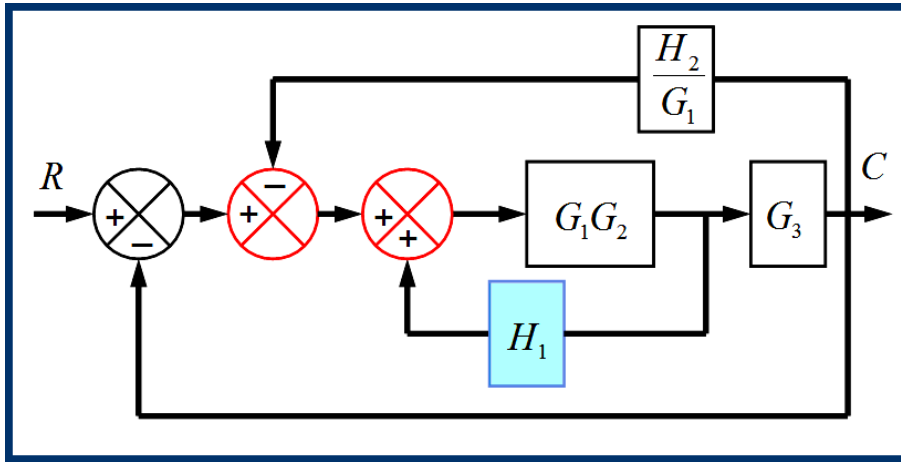 H₂
G₁
R
C
−
+
+
+
G₁G₂
G₃
−
+
H₁